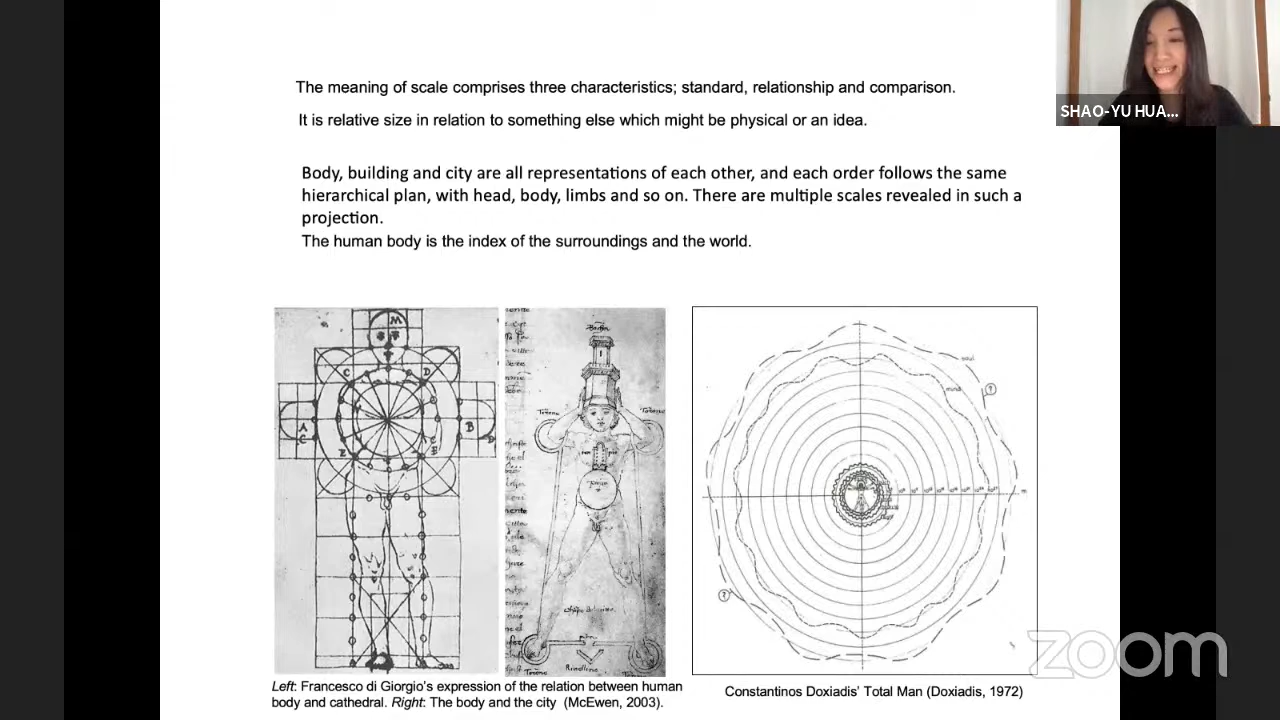 The meaning of scale comprises three characteristics; standard, relationship and comparison.
It is relative size in relation to something else which might be physical or an idea.
SHAO-YU HUA...
Body, building and city are all representations of each other, and each order follows the same
hierarchical plan, with head, body, limbs and so on. There are multiple scales revealed in such a
projection.
The human body is the index of the surroundings and the world.
M
C D
A B
C D
E E
soul
mind
?
?
m
zoom
Left: Francesco di Giorgio's expression of the relation between human
body and cathedral. Right: The body and the city (McEwen, 2003).
Constantinos Doxiadis' Total Man (Doxiadis, 1972)